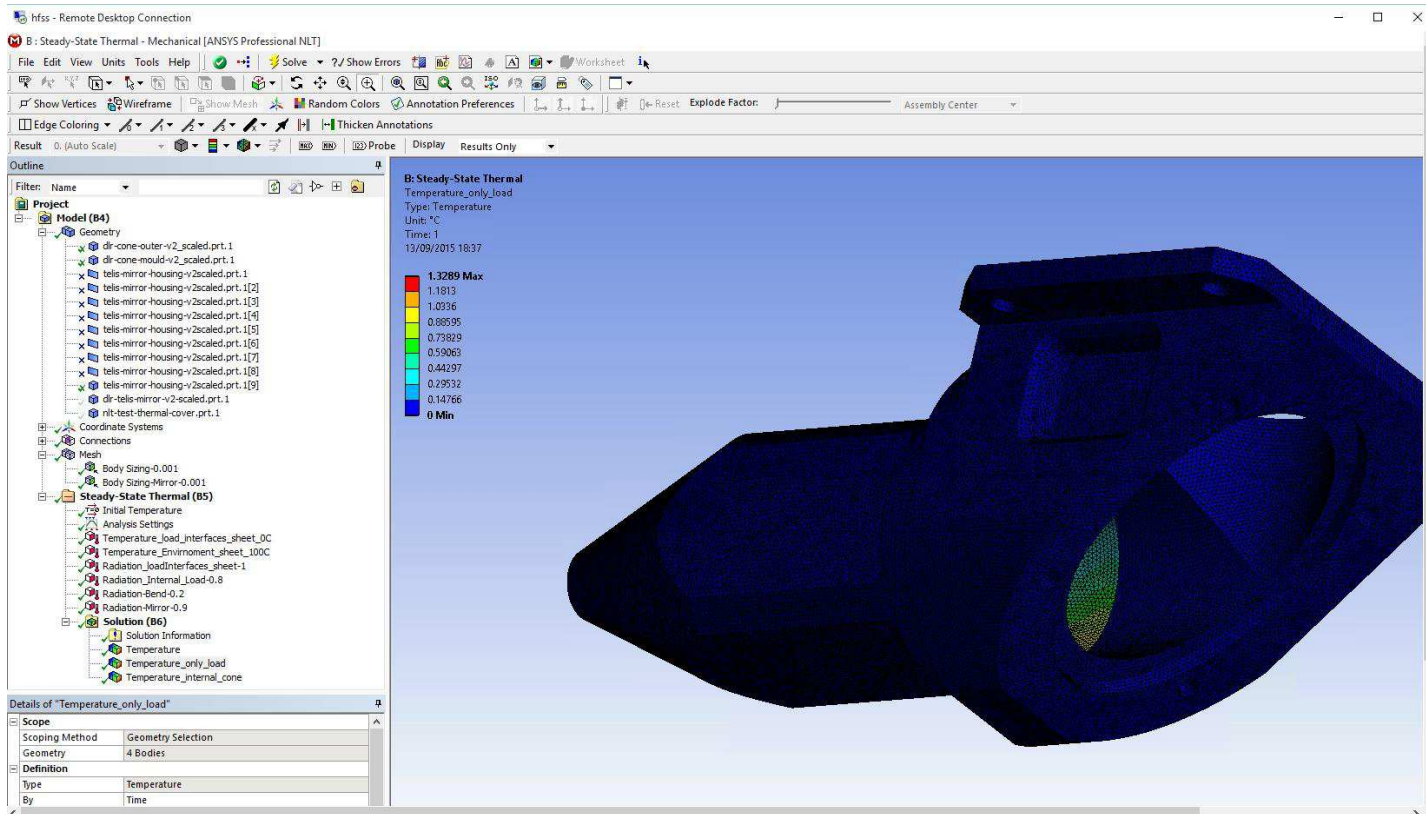 hfss - Remote Desktop Connection
B : Steady-State Thermal - Mechanical [ANSYS Professional NLT]
File Edit View Units Tools Help Solve ?/ Show Errors A Worksheet
Show Vertices Wireframe Show Mesh Random Colors Annotation Preferences Reset Explode Factor: Assembly Center
Edge Coloring Thicken Annotations
Result 0. (Auto Scale) MAX MIN Probe Display Results Only
Outline
Filter: Name
Project
Model (B4)
Geometry
dlr-cone-outer-v2_scaled.prt.1
dlr-cone-mould-v2_scaled.prt.1
telis-mirror-housing-v2scaled.prt.1
telis-mirror-housing-v2scaled.prt.1[2]
telis-mirror-housing-v2scaled.prt.1[3]
telis-mirror-housing-v2scaled.prt.1[4]
telis-mirror-housing-v2scaled.prt.1[5]
telis-mirror-housing-v2scaled.prt.1[6]
telis-mirror-housing-v2scaled.prt.1[7]
telis-mirror-housing-v2scaled.prt.1[8]
telis-mirror-housing-v2scaled.prt.1[9]
dlr-telis-mirror-v2-scaled.prt.1
nlt-test-thermal-cover.prt.1
Coordinate Systems
Connections
Mesh
Body Sizing-0.001
Body Sizing-Mirror-0.001
Steady-State Thermal (B5)
Initial Temperature
Analysis Settings
Temperature_load_interfaces_sheet_0C
Temperature_Envirnoment_sheet_100C
Radiation_loadInterfaces_sheet-1
Radiation_Internal_Load-0.8
Radiation-Bend-0.2
Radiation-Mirror-0.9
Solution (B6)
Solution Information
Temperature
Temperature_only_load
Temperature_internal_cone
Details of "Temperature_only_load"
Scope
Scoping Method Geometry Selection
Geometry 4 Bodies
Definition
Type Temperature
By Time
B: Steady-State Thermal
Temperature_only_load
Type: Temperature
Unit: °C
Time: 1
13/09/2015 18:37
1.3289 Max
1.1813
1.0336
0.88595
0.73829
0.59063
0.44297
0.29532
0.14766
0 Min